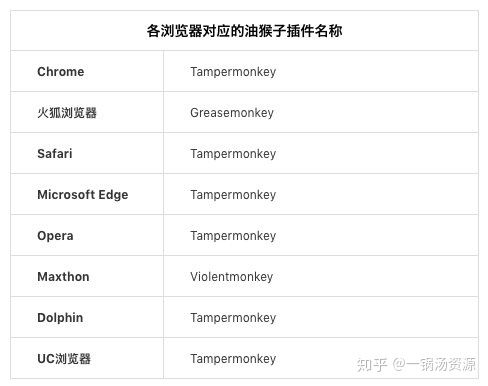 各浏览器对应的油猴子插件名称
Chrome Tampermonkey
火狐浏览器 Greasemonkey
Safari Tampermonkey
Microsoft Edge Tampermonkey
Opera Tampermonkey
Maxthon Violentmonkey
Dolphin Tampermonkey
UC浏览器 Tampermonkey
知乎 @一锅汤资源